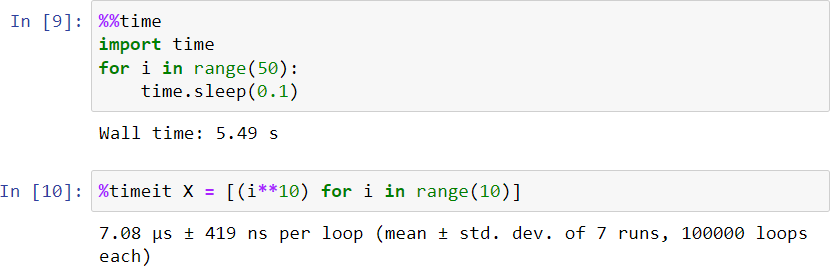 In [9]: %%time
import time
for i in range(50):
    time.sleep(0.1)
Wall time: 5.49 s
In [10]: %timeit X = [(i**10) for i in range(10)]
7.08 µs ± 419 ns per loop (mean ± std. dev. of 7 runs, 100000 loops
each)